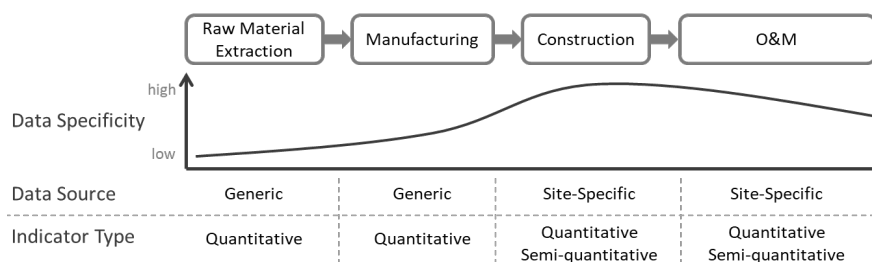 Raw Material
Extraction
Manufacturing
Construction
O&M
high
Data Specificity
low
Data Source
Generic
Generic
Site-Specific
Site-Specific
Indicator Type
Quantitative
Quantitative
Quantitative
Semi-quantitative
Quantitative
Semi-quantitative